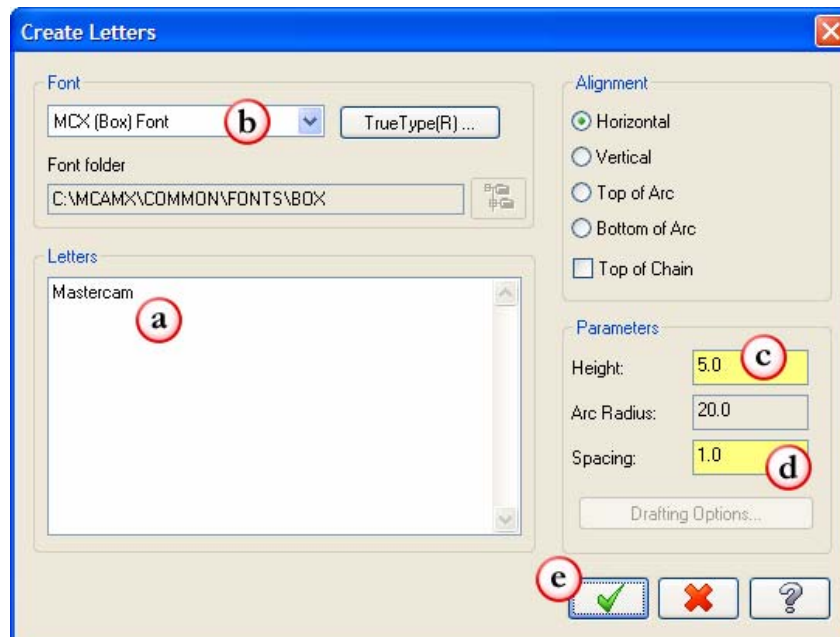 Create Letters
Font
MCX (Box) Font
b
TrueType(R) ...
Font folder
C:\MCAMX\COMMON\FONTS\BOX
Letters
Mastercam
a
Alignment
Horizontal
Vertical
Top of Arc
Bottom of Arc
Top of Chain
Parameters
Height: 5.0 c
Arc Radius: 20.0
Spacing: 1.0 d
Drafting Options...
e
?